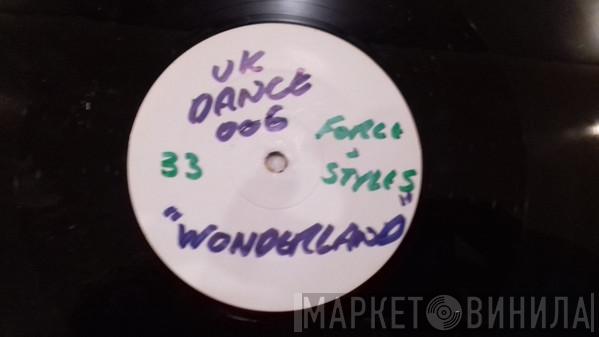 UK
DANCE
006
33
FORCE
+
STYLES
"WONDERLAND"
МАРКЕТ ВИНИЛА